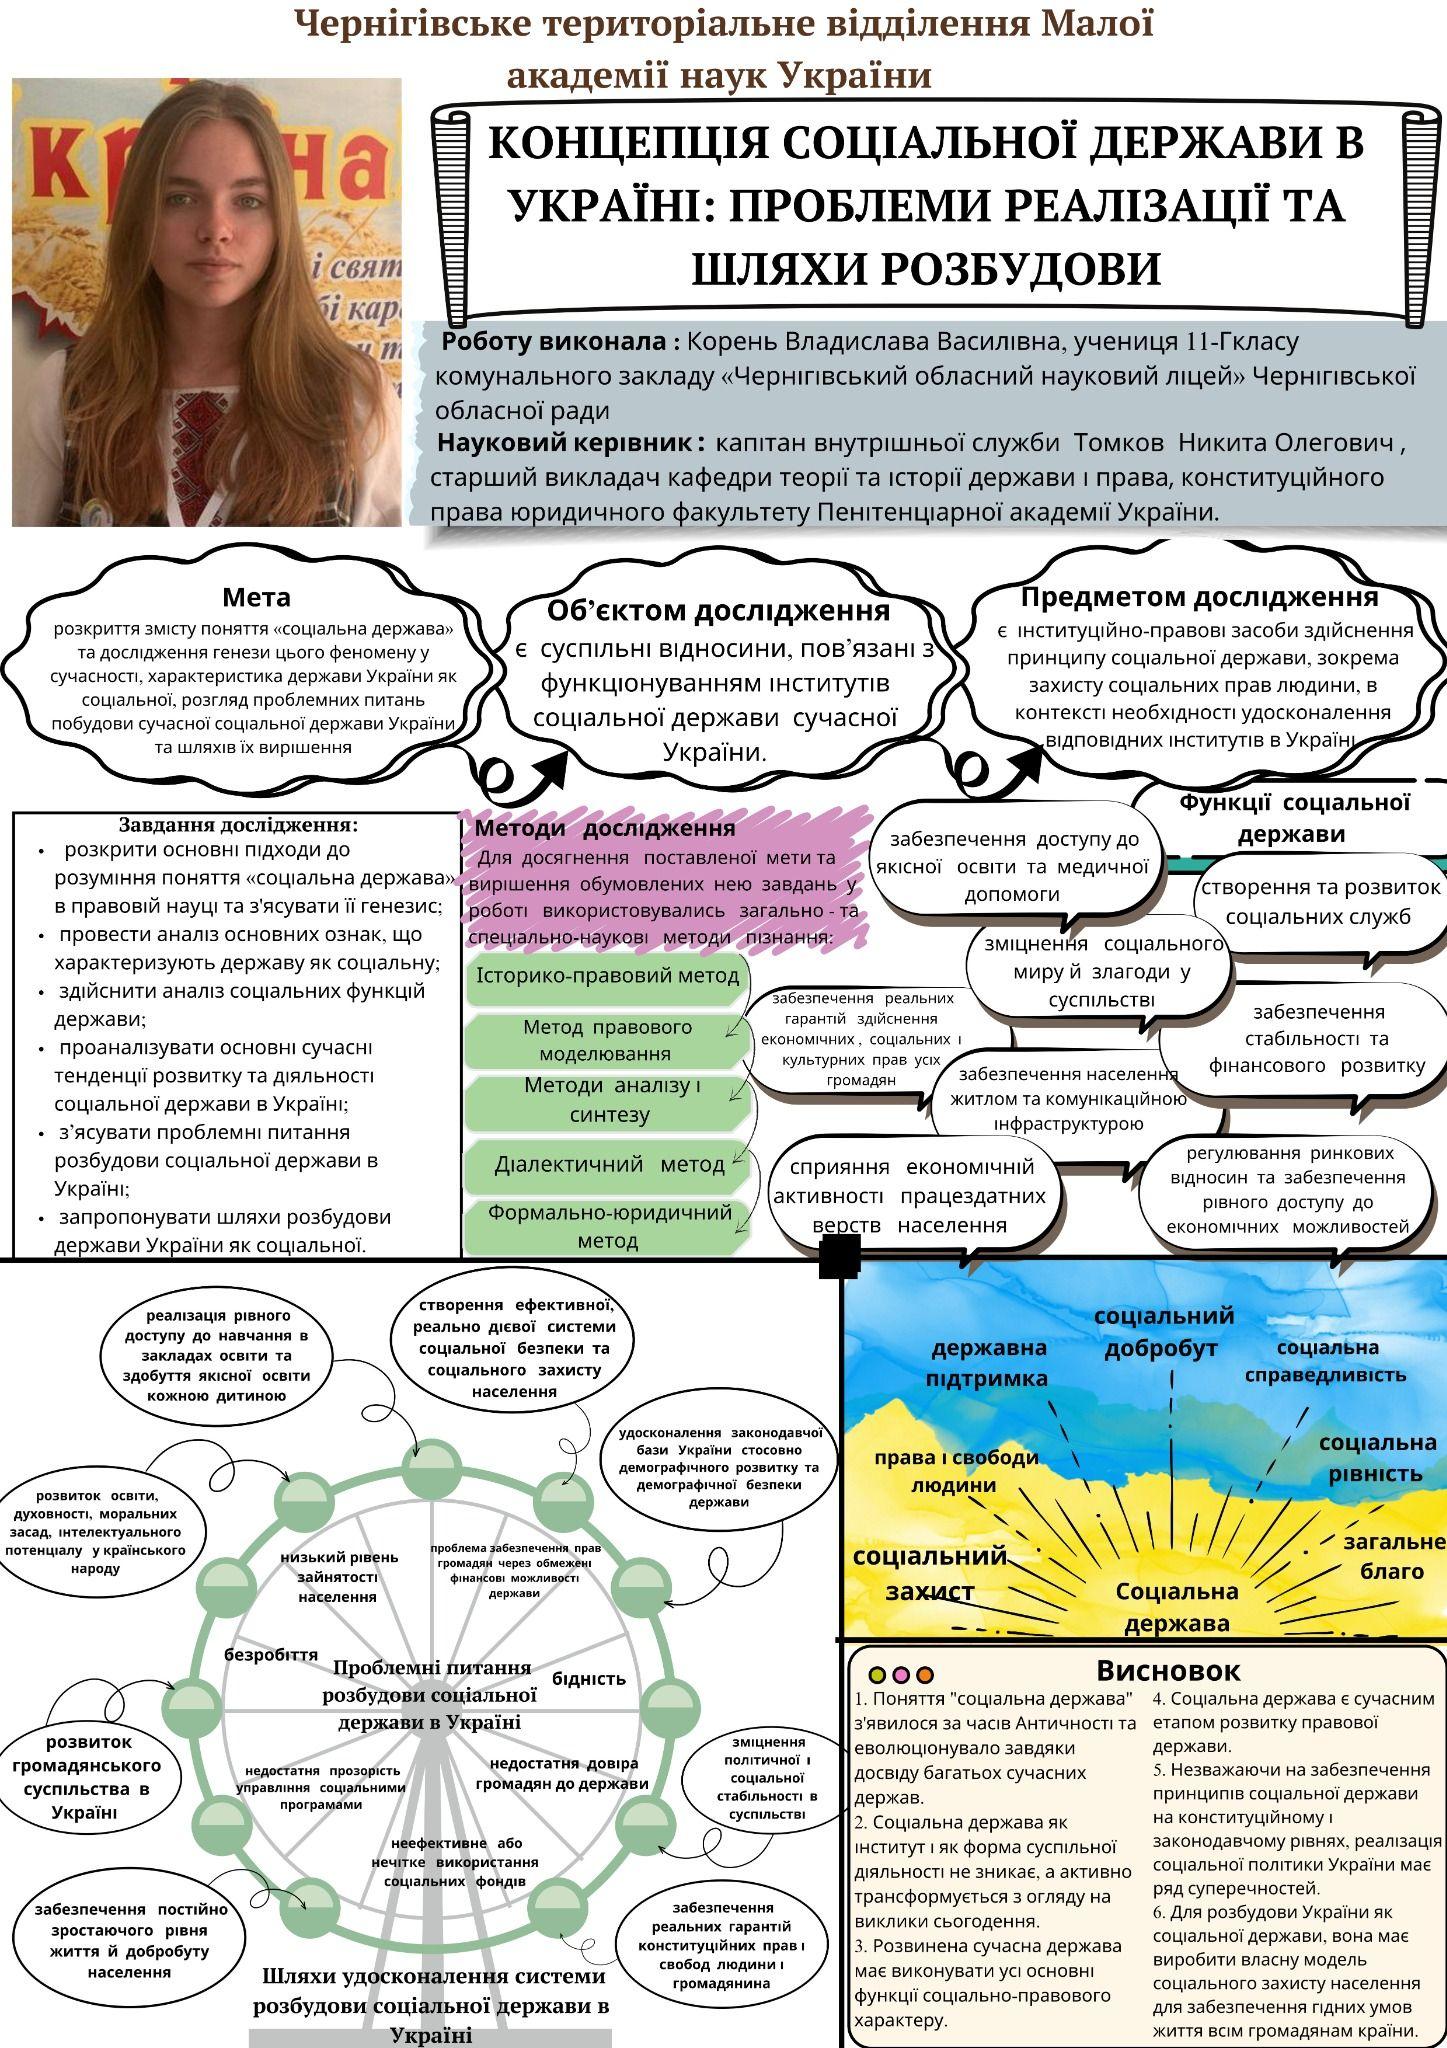 Чернігівське територіальне відділення Малої
академії наук України
КОНЦЕПЦІЯ СОЦІАЛЬНОЇ ДЕРЖАВИ В
УКРАЇНІ: ПРОБЛЕМИ РЕАЛІЗАЦІЇ ТА
ШЛЯХИ РОЗБУДОВИ
Роботу виконала : Корень Владислава Василівна, учениця 11-Гкласу
комунального закладу «Чернігівський обласний науковий ліцей» Чернігівської
обласної ради
Науковий керівник : капітан внутрішньої служби Томков Никита Олегович ,
старший викладач кафедри теорії та історії держави і права, конституційного
права юридичного факультету Пенітенціарної академії України.
Мета
розкриття змісту поняття «соціальна держава»
та дослідження генези цього феномену у
сучасності, характеристика держави України як
соціальної, розгляд проблемних питань
побудови сучасної соціальної держави України
та шляхів їх вирішення
Об’єктом дослідження
є суспільні відносини, пов’язані з
функціонуванням інститутів
соціальної держави сучасної
України.
Предметом дослідження
є інституційно-правові засоби здійснення
принципу соціальної держави, зокрема
захисту соціальних прав людини, в
контексті необхідності удосконалення
відповідних інститутів в Україні
Завдання дослідження:
• розкрити основні підходи до
розуміння поняття «соціальна держава»
в правовій науці та з'ясувати її генезис;
• провести аналіз основних ознак, що
характеризують державу як соціальну;
• здійснити аналіз соціальних функцій
держави;
• проаналізувати основні сучасні
тенденції розвитку та діяльності
соціальної держави в Україні;
• з’ясувати проблемні питання
розбудови соціальної держави в
Україні;
• запропонувати шляхи розбудови
держави України як соціальної.
Методи дослідження
Для досягнення поставленої мети та
вирішення обумовлених нею завдань у
роботі використовувались загально - та
спеціально-наукові методи пізнання:
Історико-правовий метод
Метод правового
моделювання
Методи аналізу і
синтезу
Діалектичний метод
Формально-юридичний
метод
Функції соціальної
держави
забезпечення доступу до
якісної освіти та медичної
допомоги
створення та розвиток
соціальних служб
зміцнення соціального
миру й злагоди у
суспільстві
забезпечення реальних
гарантій здійснення
економічних , соціальних і
культурних прав усіх
громадян
забезпечення
стабільності та
фінансового розвитку
забезпечення населення
житлом та комунікаційною
інфраструктурою
сприяння економічній
активності працездатних
верств населення
регулювання ринкових
відносин та забезпечення
рівного доступу до
економічних можливостей
реалізація рівного
доступу до навчання в
закладах освіти та
здобуття якісної освіти
кожною дитиною
створення ефективної,
реально дієвої системи
соціальної безпеки та
соціального захисту
населення
удосконалення законодавчої
бази України стосовно
демографічного розвитку та
демографічної безпеки
держави
розвиток освіти,
духовності, моральних
засад, інтелектуального
потенціалу у країнського
народу
низький рівень
зайнятості
населення
проблема забезпечення прав
громадян через обмежені
фінансові можливості
держави
безробіття
Проблемні питання
розбудови соціальної
держави в Україні
бідність
розвиток
громадянського
суспільства в
Україні
недостатня прозорість
управління соціальними
програмами
недостатня довіра
громадян до держави
зміцнення
політичної і
соціальної
стабільності в
суспільстві
неефективне або
нечітке використання
соціальних фондів
забезпечення постійно
зростаючого рівня
життя й добробуту
населення
забезпечення
реальних гарантій
конституційних прав і
свобод людини і
громадянина
Шляхи удосконалення системи
розбудови соціальної держави в
Україні
соціальний
добробут
державна
підтримка
соціальна
справедливість
права і свободи
людини
соціальна
рівність
соціальний
захист
загальне
благо
Соціальна
держава
Висновок
1. Поняття "соціальна держава"
з'явилося за часів Античності та
еволюціонувало завдяки
досвіду багатьох сучасних
держав.
2. Соціальна держава як
інститут і як форма суспільної
діяльності не зникає, а активно
трансформується з огляду на
виклики сьогодення.
3. Розвинена сучасна держава
має виконувати усі основні
функції соціально-правового
характеру.
4. Соціальна держава є сучасним
етапом розвитку правової
держави.
5. Незважаючи на забезпечення
принципів соціальної держави
на конституційному і
законодавчому рівнях, реалізація
соціальної політики України має
ряд суперечностей.
6. Для розбудови України як
соціальної держави, вона має
виробити власну модель
соціального захисту населення
для забезпечення гідних умов
життя всім громадянам країни.